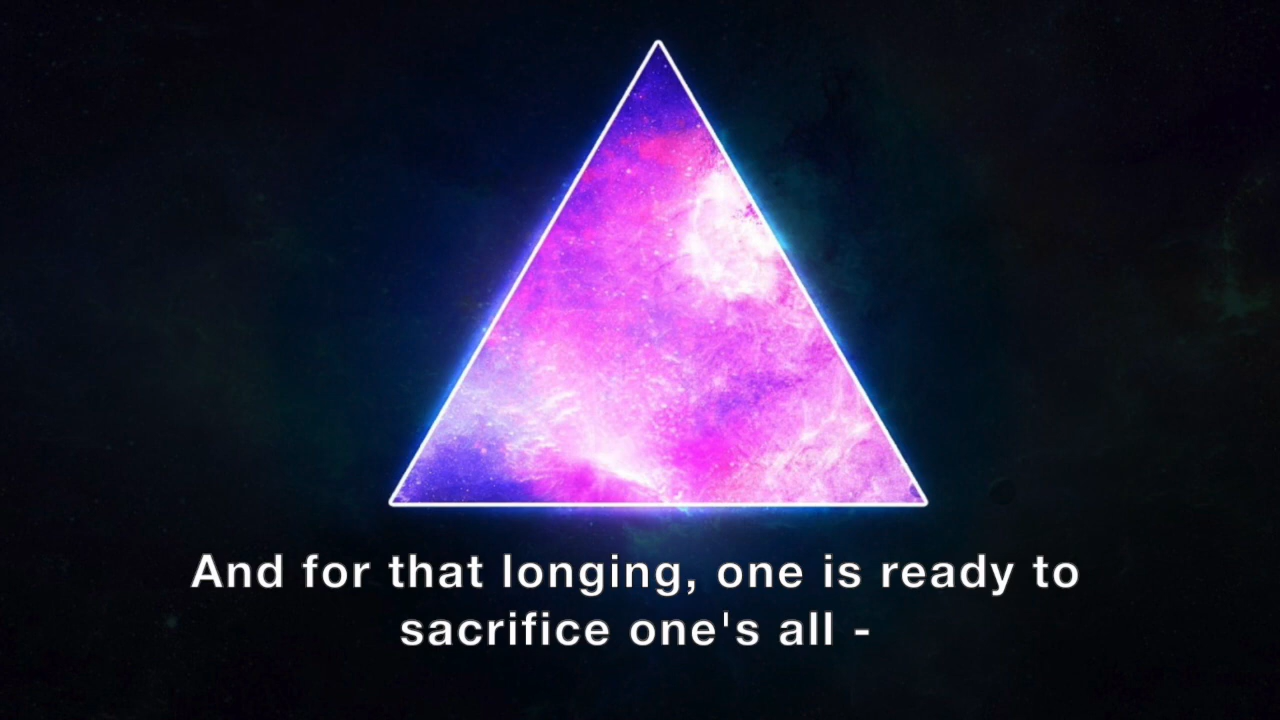 And for that longing, one is ready to
sacrifice one's all -